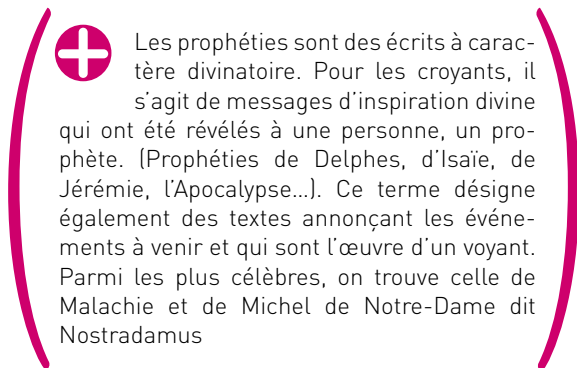 Les prophéties sont des écrits à carac-
tère divinatoire. Pour les croyants, il
s'agit de messages d'inspiration divine
qui ont été révélés à une personne, un pro-
phète. (Prophéties de Delphes, d'Isaïe, de
Jérémie, l'Apocalypse…). Ce terme désigne
également des textes annonçant les événe-
ments à venir et qui sont l'œuvre d'un voyant.
Parmi les plus célèbres, on trouve celle de
Malachie et de Michel de Notre-Dame dit
Nostradamus